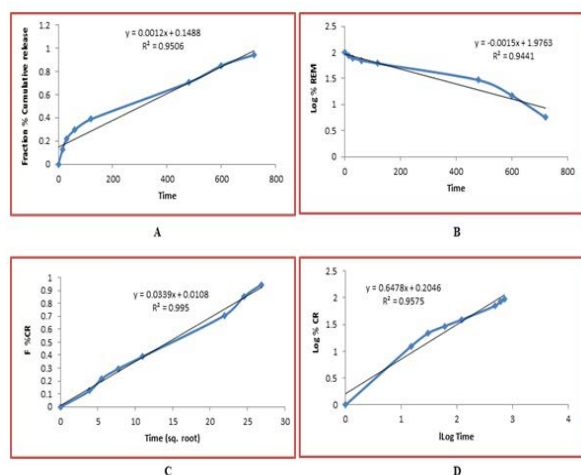 y = 0.0012x + 0.1488
R² = 0.9506
Fraction % Cumulative release
1.2
1
0.8
0.6
0.4
0.2
0
0 200 400 600 800
Time
A
y = -0.0015x + 1.9763
R² = 0.9441
Log % REM
2.5
2
1.5
1
0.5
0
0 200 400 600 800
Time
B
y = 0.0339x + 0.0108
R² = 0.995
F %CR
1
0.9
0.8
0.7
0.6
0.5
0.4
0.3
0.2
0.1
0
0 5 10 15 20 25 30
Time (sq. root)
C
y = 0.6478x + 0.2046
R² = 0.9575
Log % CR
2.5
2
1.5
1
0.5
0
0 1 2 3 4
lLog Time
D